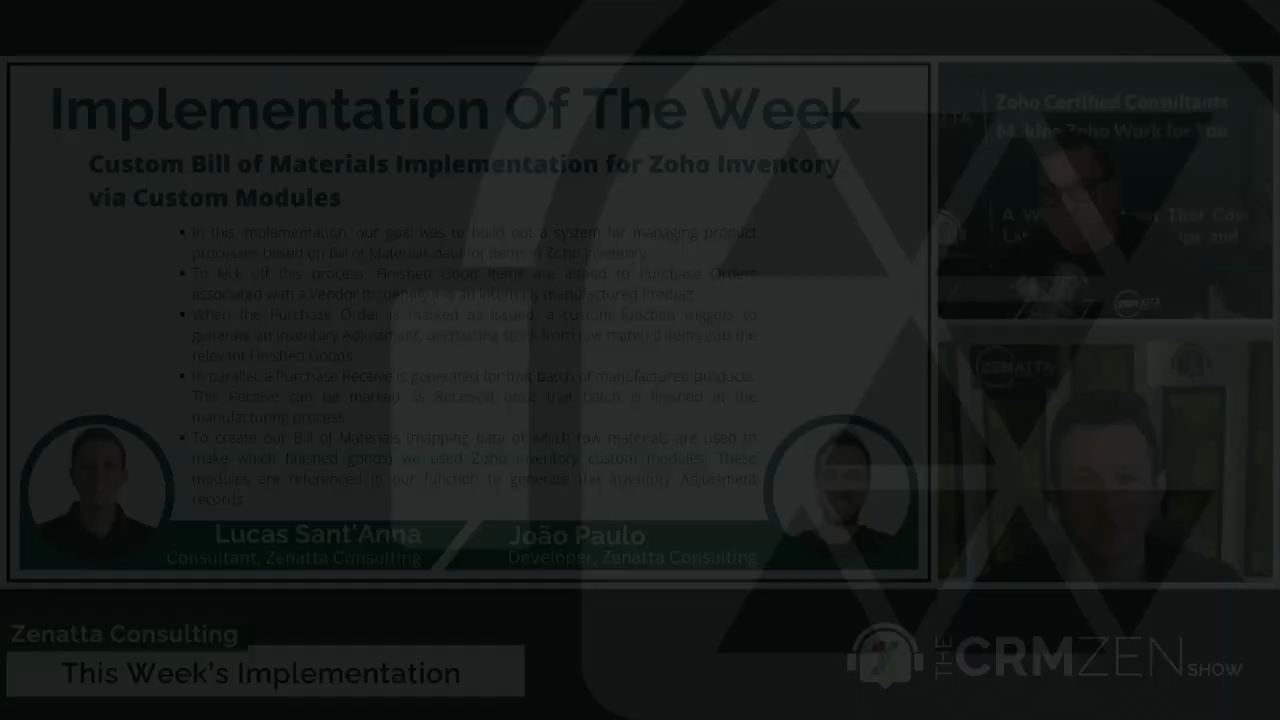 Implementation Of The Week
Custom Bill of Materials Implementation for Zoho Inventory
via Custom Modules
In this implementation, our goal was to build out a system for managing product
processes based on Bill of Materials data for items in Zoho Inventory.
To kick off this process, Finished Good Items are added to Purchase Orders
associated with a Vendor to identify it is an internally manufactured Product.
When the Purchase Order is marked as issued, a custom function triggers to
generate an Inventory Adjustment, decreasing stock from raw material items into the
relevant Finished Goods.
In parallel, a Purchase Receive is generated for that batch of manufactured products.
This Receive can be marked as Received once that batch is finished in the
manufacturing process.
To create our Bill of Materials (mapping data of which raw materials are used to
make which finished goods) we used Zoho Inventory custom modules. These
modules are referenced in our function to generate the Inventory Adjustment
records.
Lucas Sant'Anna
Consultant, Zenatta Consulting
João Paulo
Developer, Zenatta Consulting
Zoho Certified Consultants
Making Zoho Work for You
ZENATTA
Zenatta Consulting
This Week's Implementation
THE CRMZEN SHOW